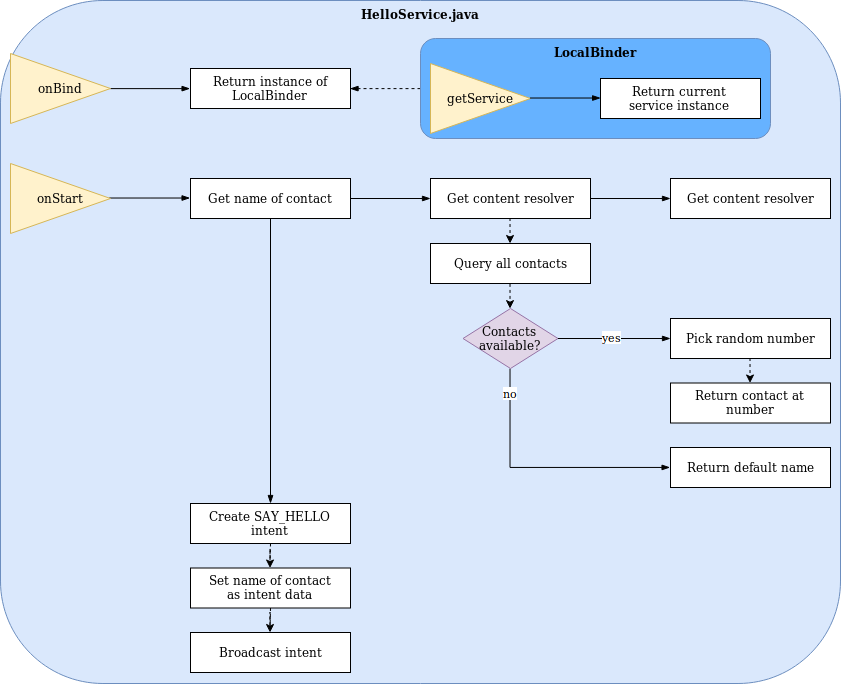 HelloService.java
onBind
Return instance of
LocalBinder
LocalBinder
getService
Return current
service instance
onStart
Get name of contact
Get content resolver
Get content resolver
Query all contacts
Contacts
available?
yes
Pick random number
Return contact at
number
no
Return default name
Create SAY_HELLO
intent
Set name of contact
as intent data
Broadcast intent